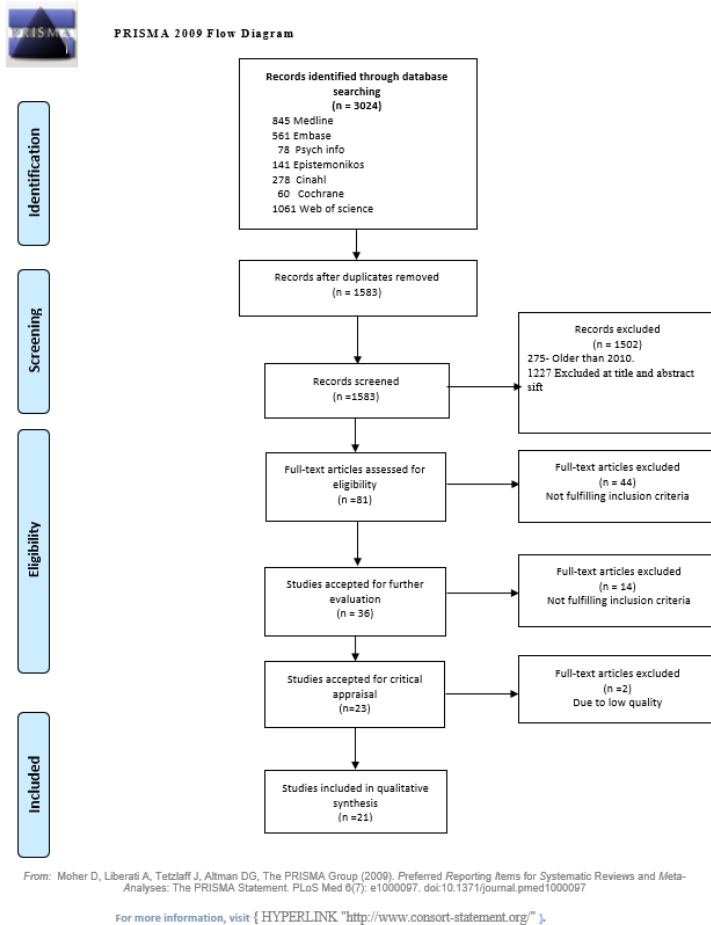 PRISMA
PRISMA 2009 Flow Diagram
Identification
Screening
Eligibility
Included
Records identified through database
searching
(n = 3024)
845 Medline
561 Embase
78 Psych info
141 Epistemonikos
278 Cinahl
60 Cochrane
1061 Web of science
Records after duplicates removed
(n = 1583)
Records screened
(n =1583)
Records excluded
(n = 1502)
275- Older than 2010.
1227 Excluded at title and abstract
sift
Full-text articles assessed for
eligibility
(n =81)
Full-text articles excluded
(n = 44)
Not fulfilling inclusion criteria
Studies accepted for further
evaluation
(n = 36)
Full-text articles excluded
(n = 14)
Not fulfilling inclusion criteria
Studies accepted for critical
appraisal
(n=23)
Full-text articles excluded
(n =2)
Due to low quality
Studies included in qualitative
synthesis
(n =21)
From: Moher D, Liberati A, Tetzlaff J, Altman DG, The PRISMA Group (2009). Preferred Reporting Items for Systematic Reviews and Meta-
Analyses: The PRISMA Statement. PLoS Med 6(7): e1000097. doi:10.1371/journal.pmed1000097
For more information, visit { HYPERLINK "http://www.consort-statement.org/" }.